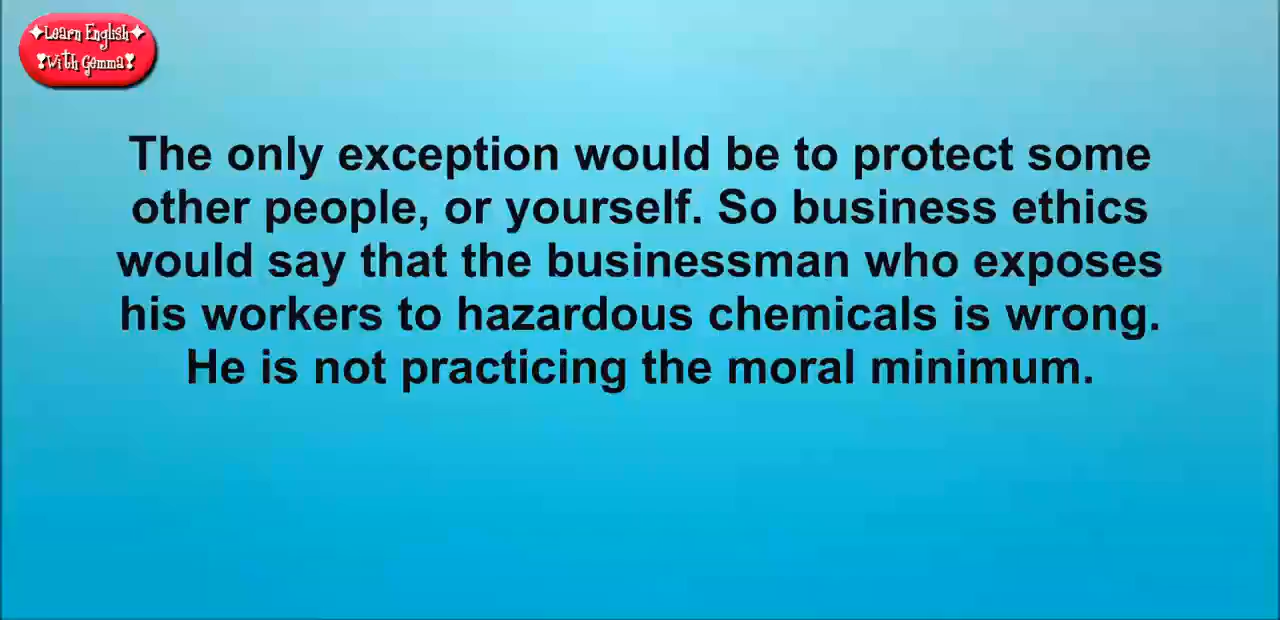 ✦Learn English✦
❣With Gemma❣
The only exception would be to protect some
other people, or yourself. So business ethics
would say that the businessman who exposes
his workers to hazardous chemicals is wrong.
He is not practicing the moral minimum.